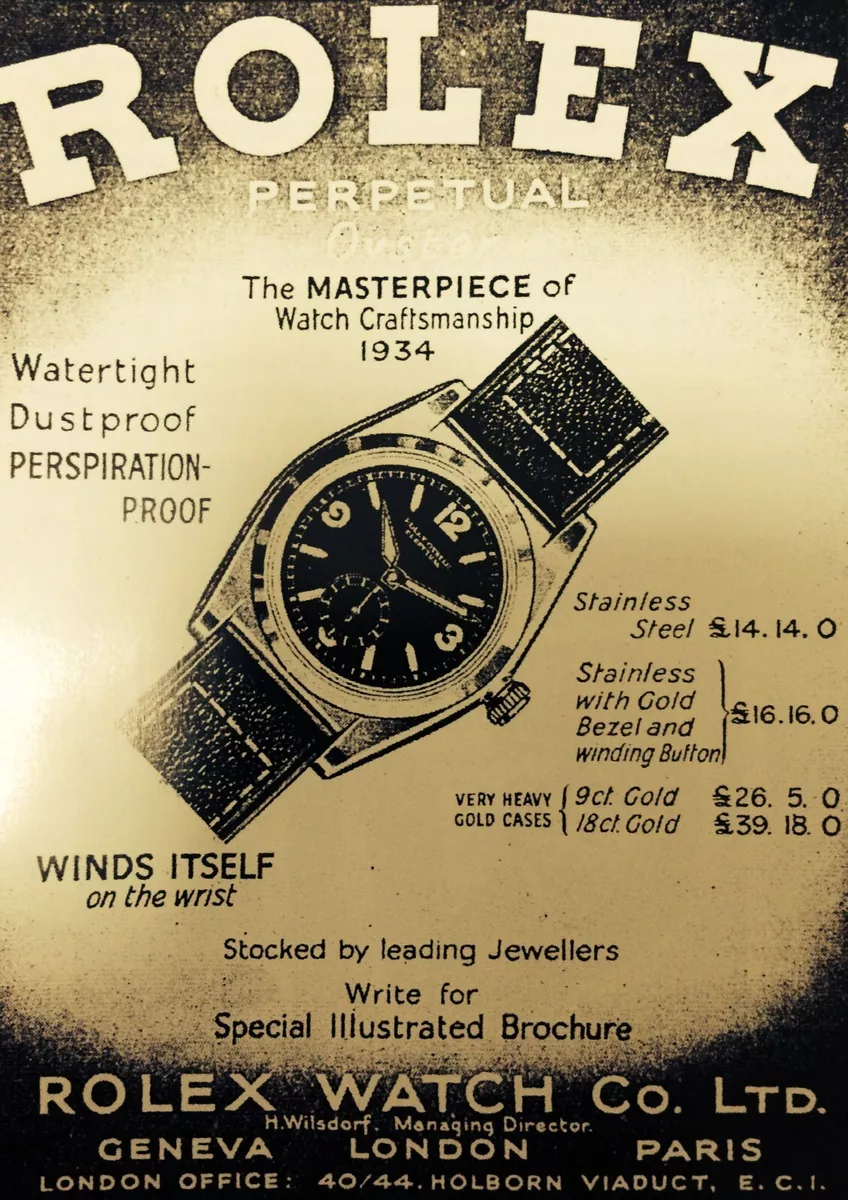 ROLEX
PERPETUAL
The MASTERPIECE of
Watch Craftsmanship
1934
Watertight
Dustproof
PERSPIRATION-
PROOF
9
12
3
Stainless
Steel £14. 14. 0
Stainless
with Gold
Bezel and
winding Button
£16. 16. 0
VERY HEAVY
GOLD CASES
9ct. Gold £26. 5. 0
18ct. Gold £39. 18. 0
WINDS ITSELF
on the wrist
Stocked by leading Jewellers
Write for
Special Illustrated Brochure
ROLEX WATCH Co. LTD.
H.Wilsdorf. Managing Director.
GENEVA LONDON PARIS
LONDON OFFICE: 40/44. HOLBORN VIADUCT, E.C.1.